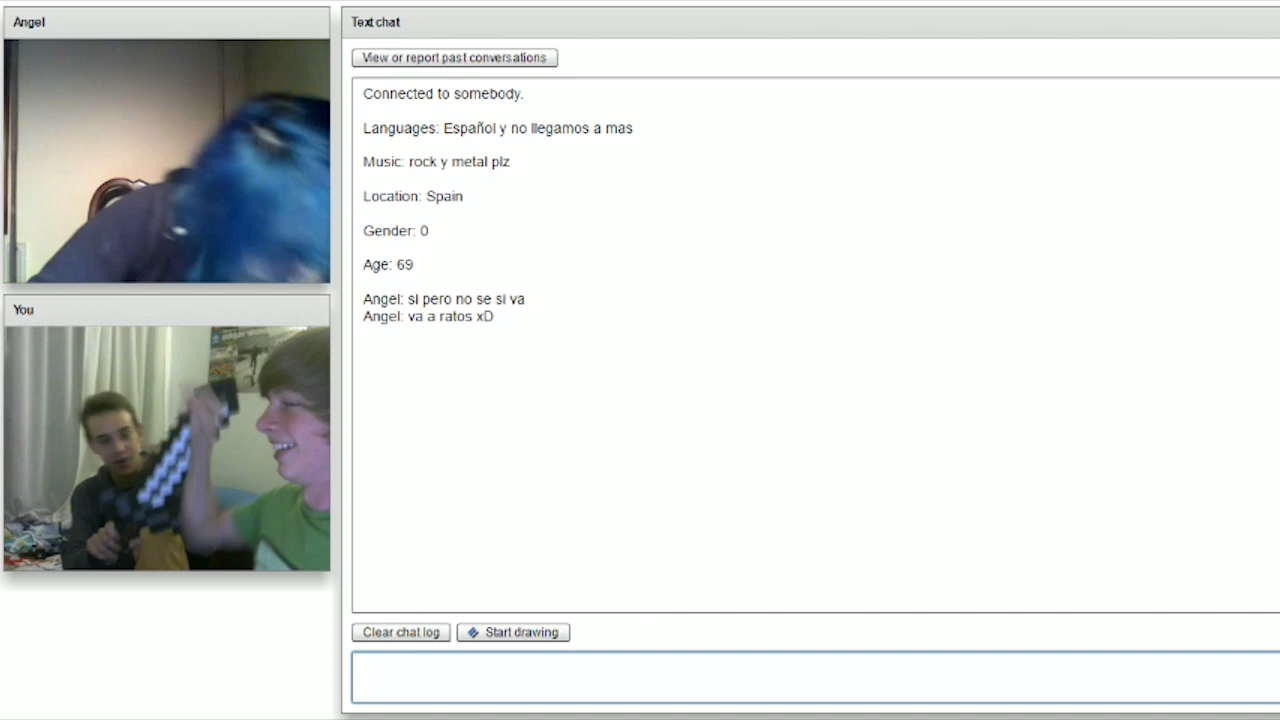 Angel
Text chat
View or report past conversations
Connected to somebody.
Languages: Español y no llegamos a mas
Music: rock y metal plz
Location: Spain
Gender: 0
Age: 69
Angel: si pero no se si va
Angel: va a ratos xD
You
Clear chat log
Start drawing